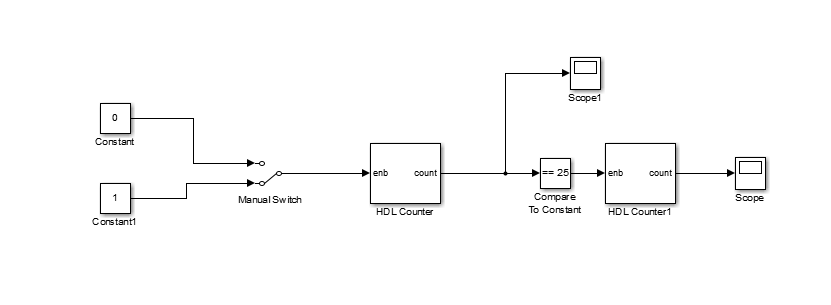 0
Constant
1
Constant1
Manual Switch
enb
count
HDL Counter
Scope1
== 25
Compare
To Constant
enb
count
HDL Counter1
Scope